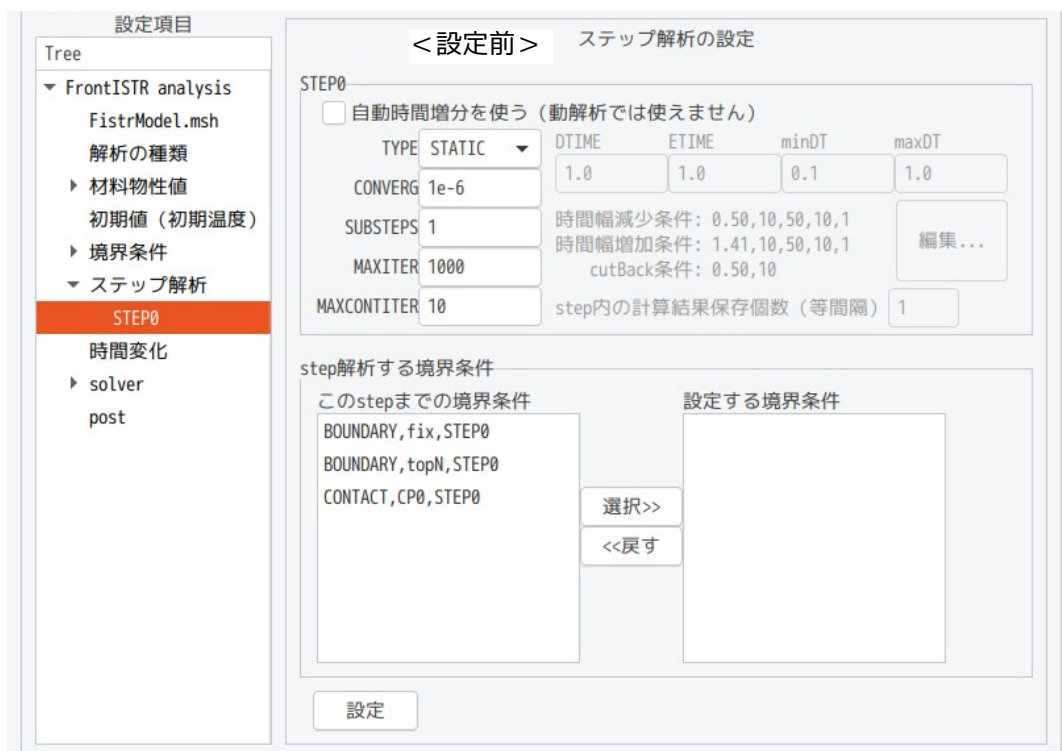 設定項目
Tree
FrontISTR analysis
FistrModel.msh
解析の種類
材料物性値
初期値（初期温度）
境界条件
ステップ解析
STEP0
時間変化
solver
post
＜設定前＞
ステップ解析の設定
STEP0
自動時間増分を使う（動解析では使えません）
TYPE STATIC
CONVERG 1e-6
SUBSTEPS 1
MAXITER 1000
MAXCONTITER 10
DTIME ETIME minDT maxDT
1.0 1.0 0.1 1.0
時間幅減少条件: 0.50,10,50,10,1
時間幅増加条件: 1.41,10,50,10,1
cutBack条件: 0.50,10
編集...
step内の計算結果保存個数（等間隔） 1
step解析する境界条件
このstepまでの境界条件
BOUNDARY,fix,STEP0
BOUNDARY,topN,STEP0
CONTACT,CP0,STEP0
選択>>
<<戻す
設定する境界条件
設定